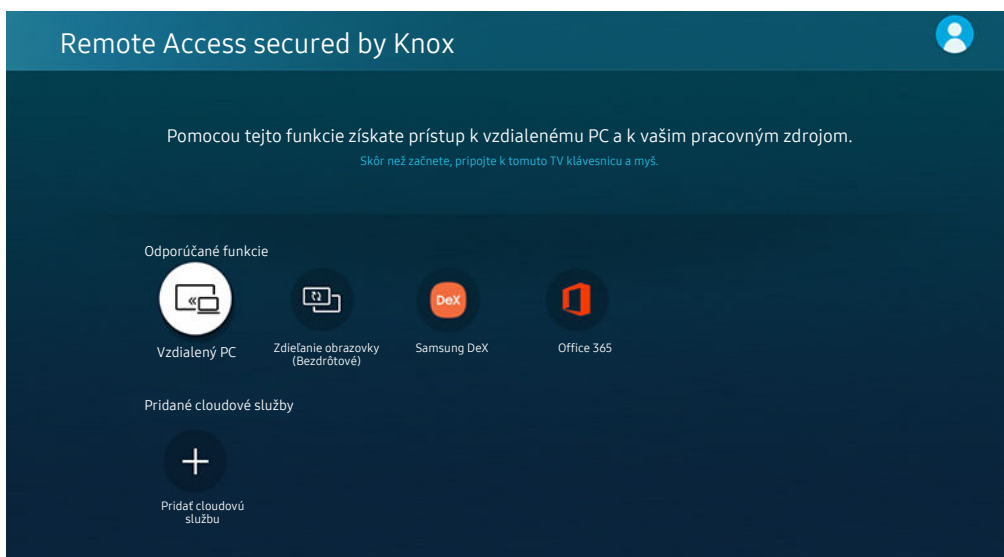 Remote Access secured by Knox
Pomocou tejto funkcie získate prístup k vzdialenému PC a k vašim pracovným zdrojom.
Skôr než začnete, pripojte k tomuto TV klávesnicu a myš.
Odporúčané funkcie
DeX
Vzdialený PC
Zdieľanie obrazovky
(Bezdrôtové)
Samsung DeX
Office 365
Pridané cloudové služby
Pridať cloudovú
službu